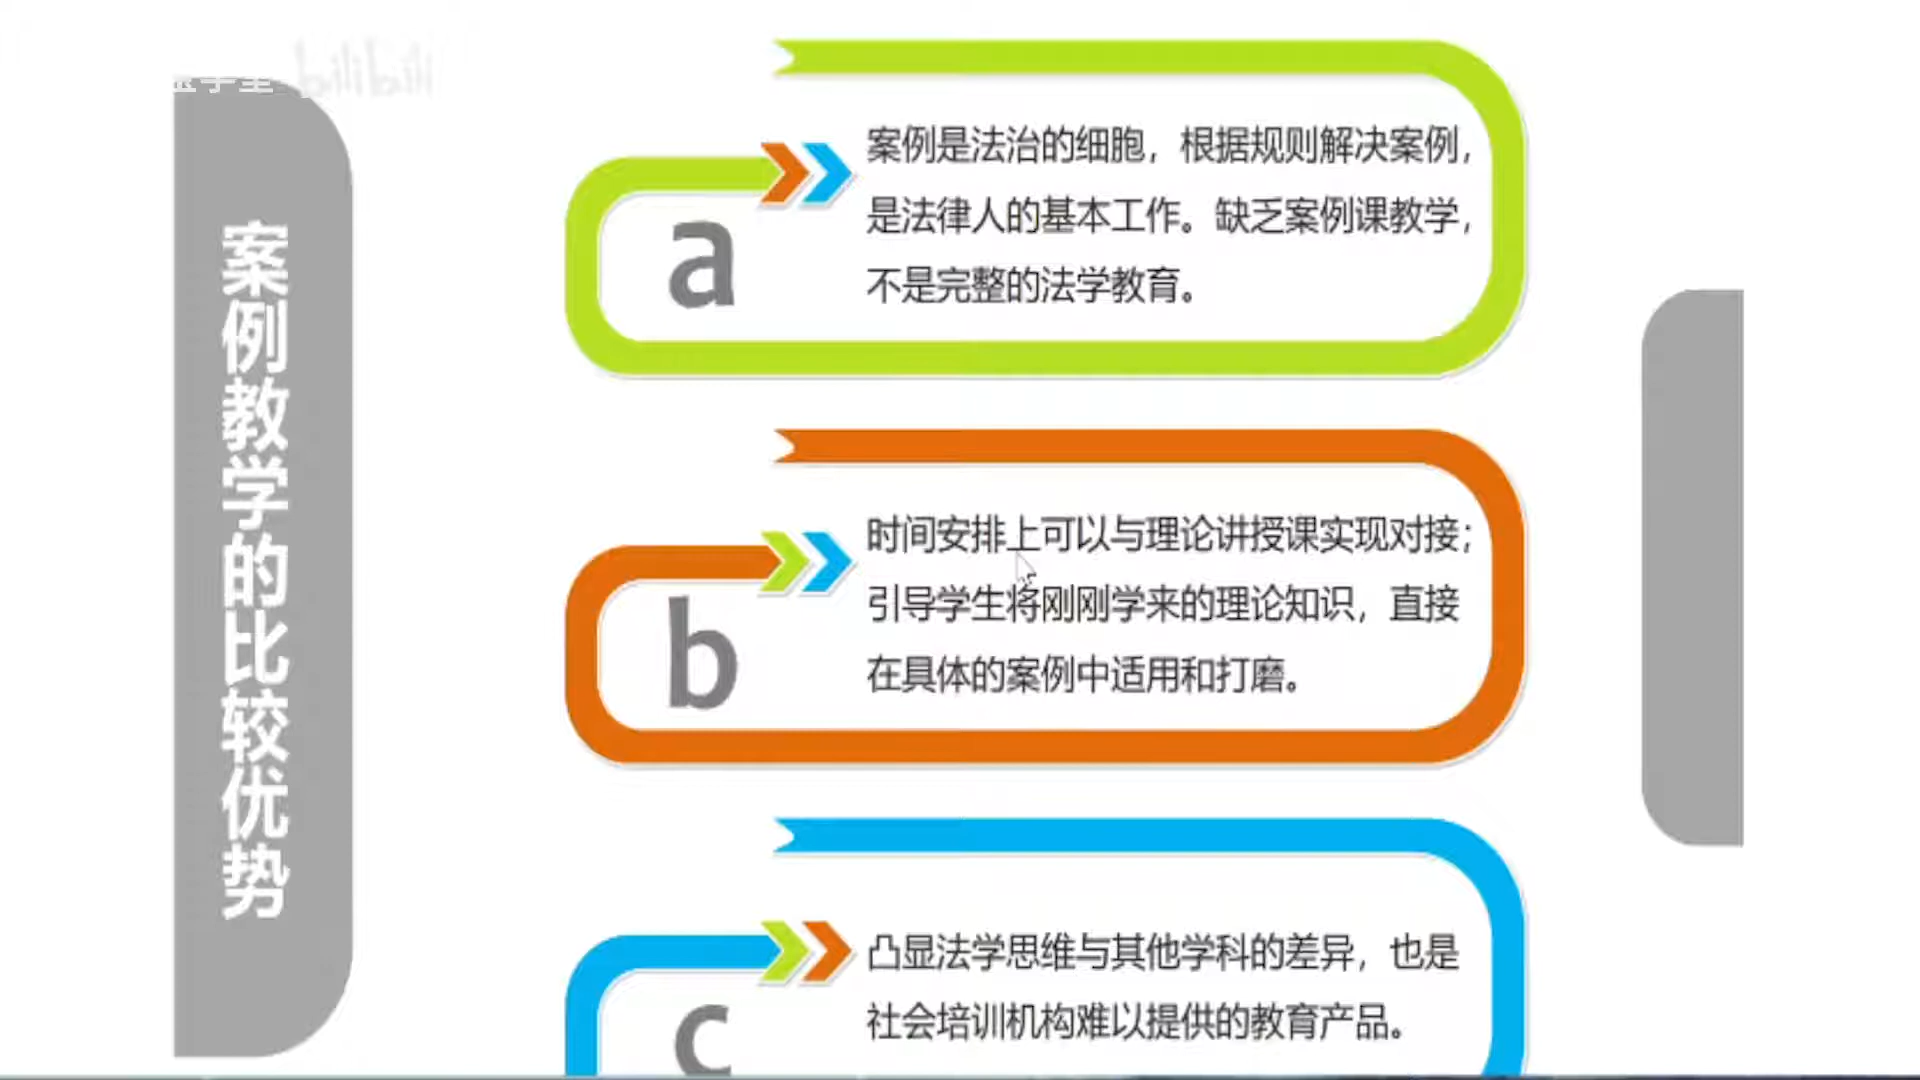 bilibili
案例教学的比较优势
a
案例是法治的细胞，根据规则解决案例，
是法律人的基本工作。缺乏案例课教学，
不是完整的法学教育。
b
时间安排上可以与理论讲授课实现对接；
引导学生将刚刚学来的理论知识，直接
在具体的案例中适用和打磨。
c
凸显法学思维与其他学科的差异，也是
社会培训机构难以提供的教育产品。